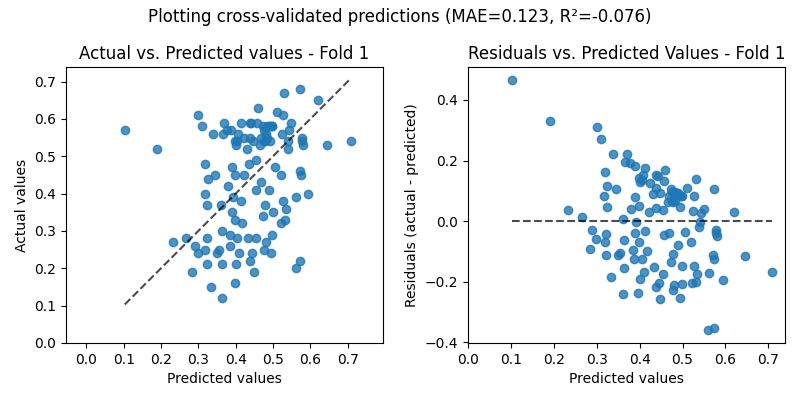 Plotting cross-validated predictions (MAE=0.123, R²=-0.076)
Actual vs. Predicted values - Fold 1
Residuals vs. Predicted Values - Fold 1
Actual values
0.7
0.6
0.5
0.4
0.3
0.2
0.1
0.0
0.0 0.1 0.2 0.3 0.4 0.5 0.6 0.7
Predicted values
Residuals (actual - predicted)
0.4
0.2
0.0
−0.2
−0.4
0.0 0.1 0.2 0.3 0.4 0.5 0.6 0.7
Predicted values